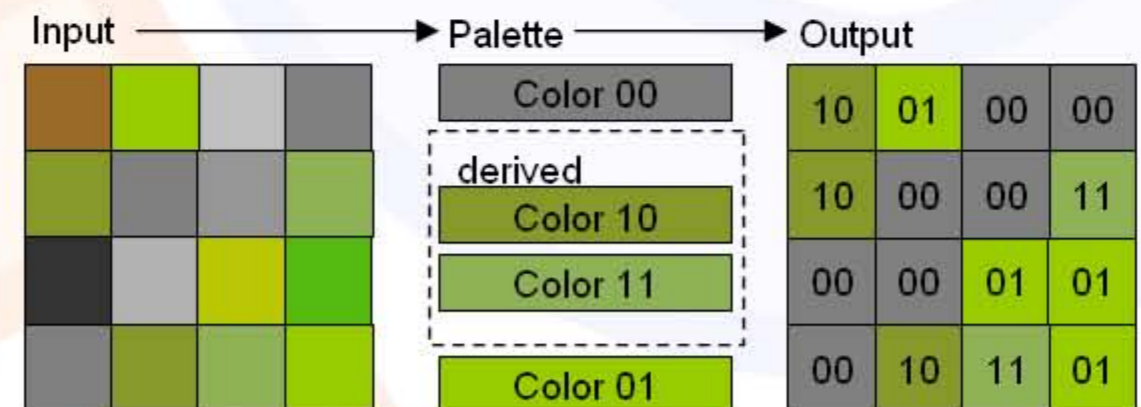 Input Palette Output
Color 00
derived
Color 10
Color 11
Color 01
10 01 00 00
10 00 00 11
00 00 01 01
00 10 11 01